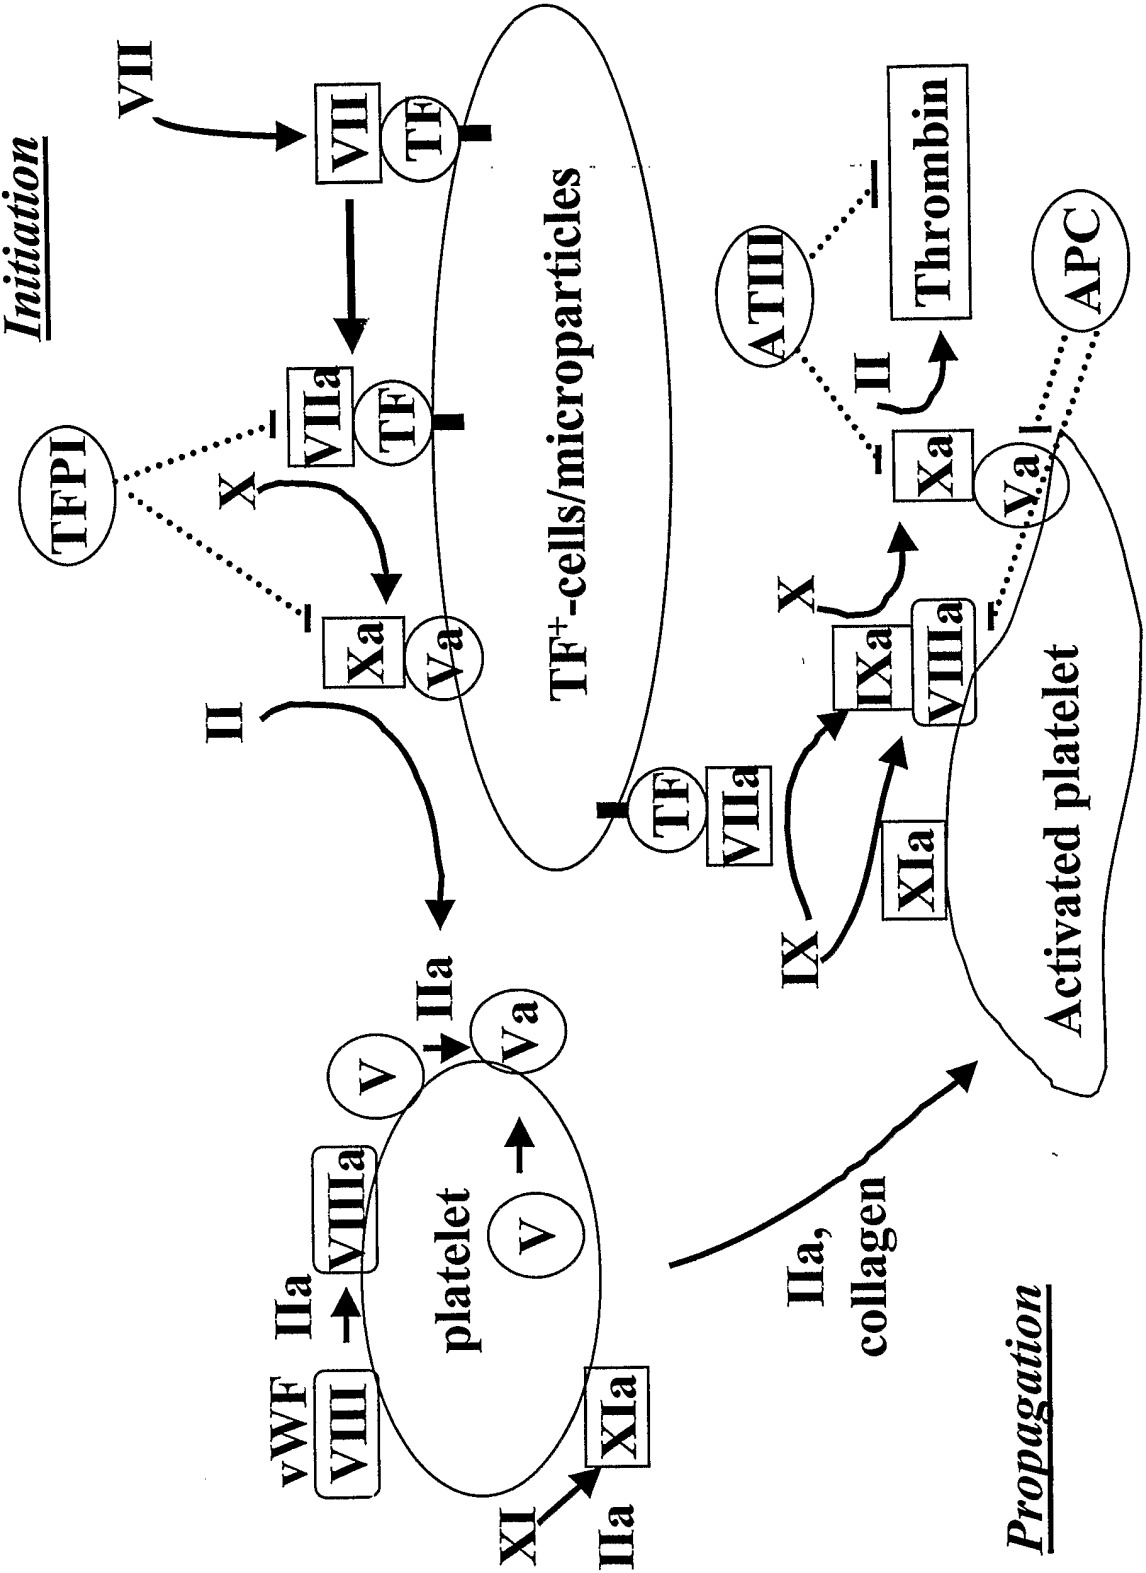 Initiation
TFPI
VII
II
X
vWF
IIa
VIII
VIIIa
V
Xa
VIIa
VII
TF
TF
IIa
Va
platelet
XI
Va
V
TF⁺-cells/microparticles
IIa
XIa
TF
VIIa
ATIII
IIa,
collagen
IX
X
II
IXa
XIa
VIIIa
Xa
Thrombin
Va
Propagation
Activated platelet
APC